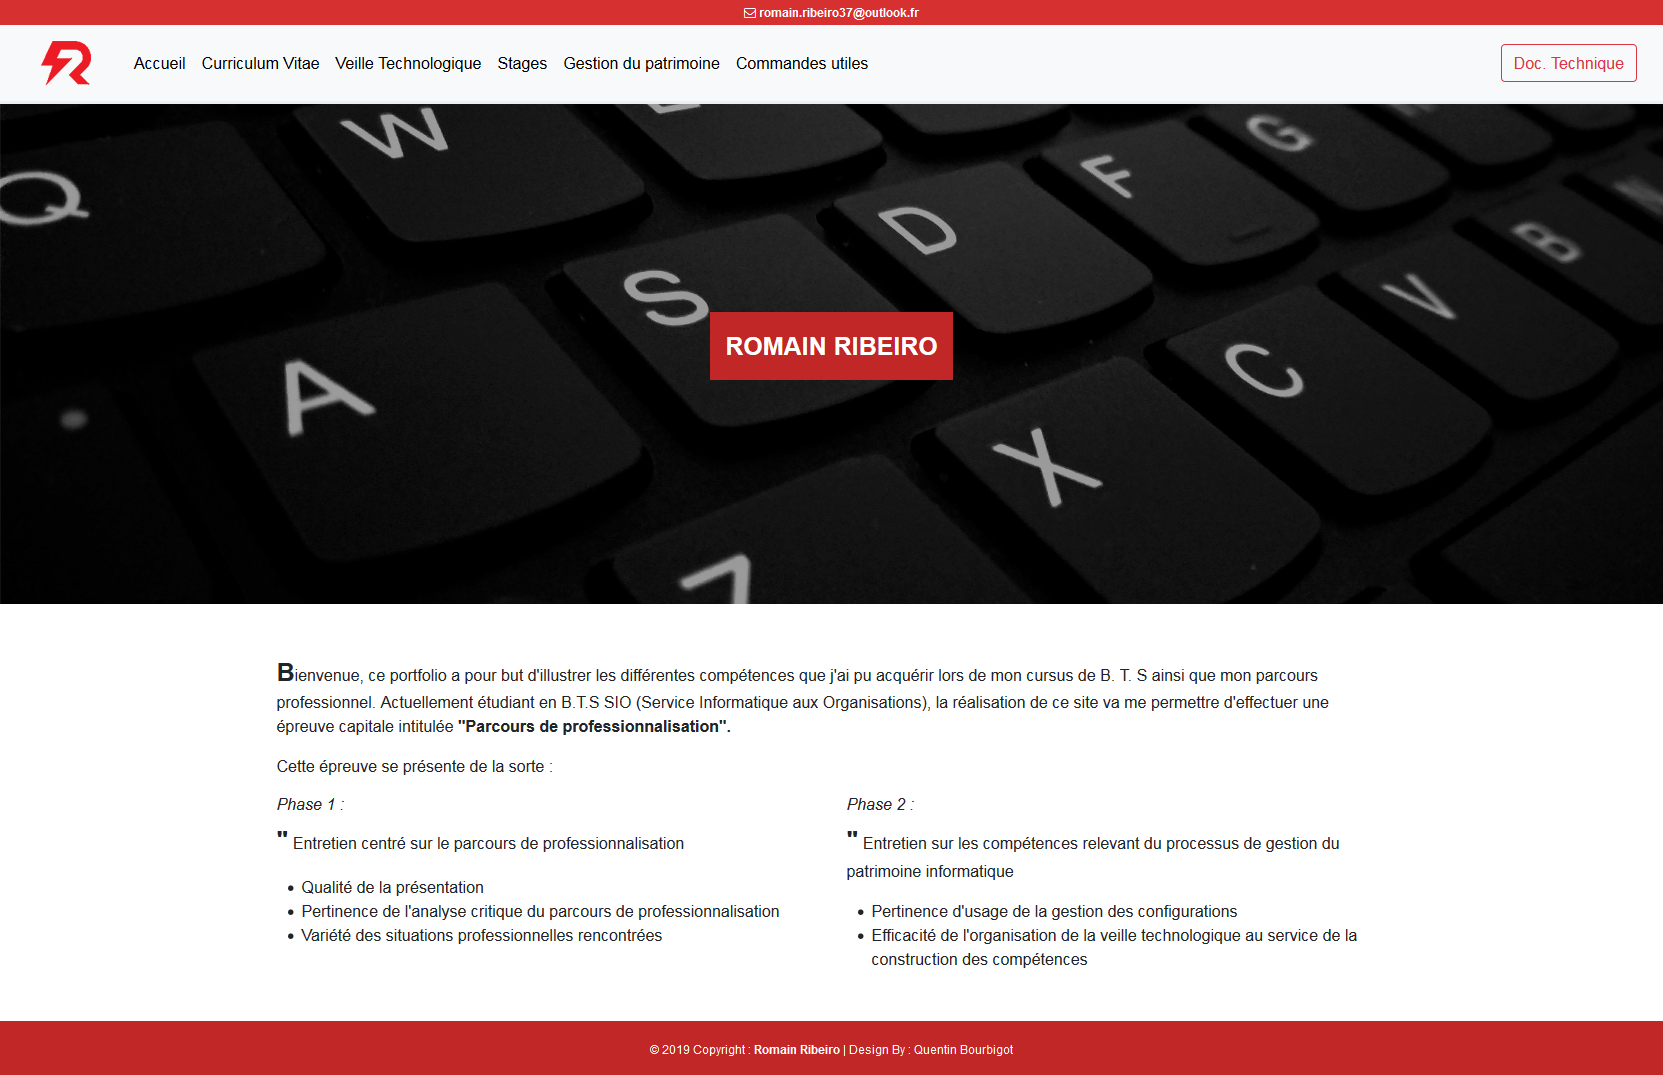 romain.ribeiro37@outlook.fr
Accueil Curriculum Vitae Veille Technologique Stages Gestion du patrimoine Commandes utiles Doc. Technique
Q W D F G
A S X C V B
ROMAIN RIBEIRO
Bienvenue, ce portfolio a pour but d'illustrer les différentes compétences que j'ai pu acquérir lors de mon cursus de B. T. S ainsi que mon parcours
professionnel. Actuellement étudiant en B.T.S SIO (Service Informatique aux Organisations), la réalisation de ce site va me permettre d'effectuer une
épreuve capitale intitulée "Parcours de professionnalisation".
Cette épreuve se présente de la sorte :
Phase 1 :
" Entretien centré sur le parcours de professionnalisation
• Qualité de la présentation
• Pertinence de l'analyse critique du parcours de professionnalisation
• Variété des situations professionnelles rencontrées
Phase 2 :
" Entretien sur les compétences relevant du processus de gestion du
patrimoine informatique
• Pertinence d'usage de la gestion des configurations
• Efficacité de l'organisation de la veille technologique au service de la
construction des compétences
© 2019 Copyright : Romain Ribeiro | Design By : Quentin Bourbigot